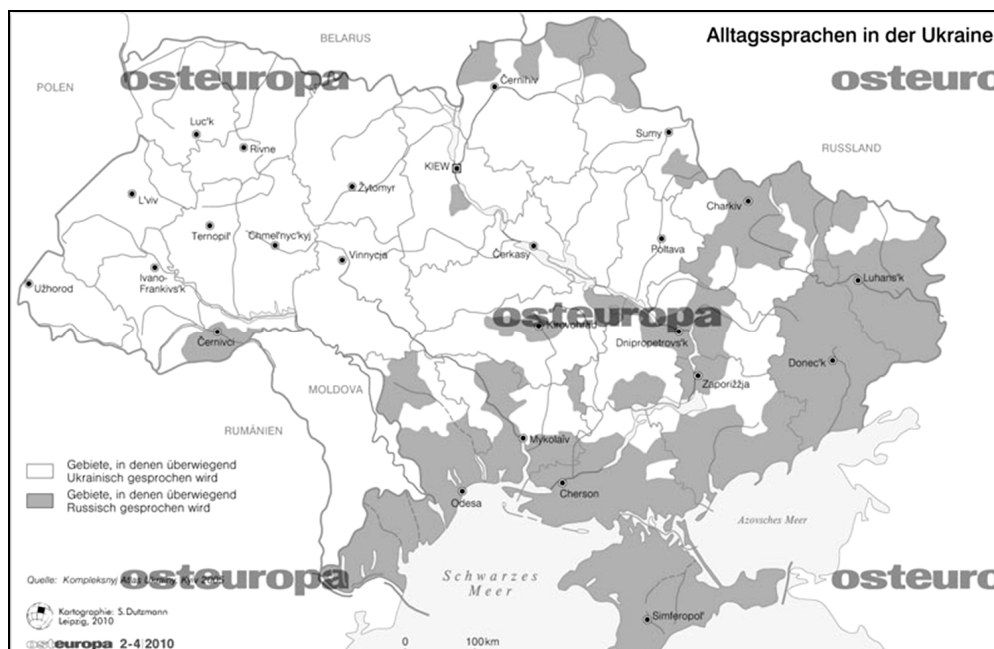 Alltagssprachen in der Ukraine
BELARUS
osteuropa
osteuropa
POLEN
Černihiv
Luc'k
Rivne
Sumy
RUSSLAND
KIEW
Žytomyr
L'viv
Charkiv
Ternopil'
Chmel'nyc'kyj
Vinnycja
Čerkasy
Poltava
Ivano-
Frankivs'k
Užhorod
Luhans'k
osteuropa
Kirovohrad
Dnipropetrovs'k
Černivci
Donec'k
MOLDOVA
Zaporižžja
RUMÄNIEN
Mykolaïv
Gebiete, in denen überwiegend
Ukrainisch gesprochen wird
Gebiete, in denen überwiegend
Russisch gesprochen wird
Odesa
Cherson
Azovsches Meer
Schwarzes
Meer
osteuropa
osteuropa
Quelle: Kompleksnyj Atlas Ukrainy, Kyiv 2005
Simferopol'
Kartographie: S. Dutzmann
Leipzig, 2010
osteuropa 2-4|2010
0 100 km